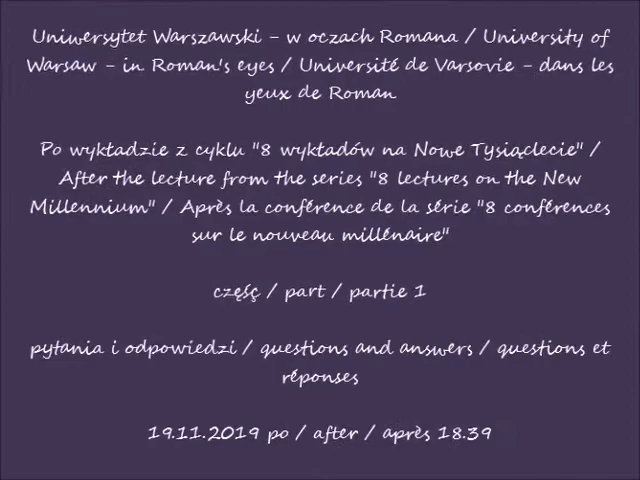 Uniwersytet Warszawski - w oczach Romana / University of
Warsaw - in Roman's eyes / Université de Varsovie - dans les
yeux de Roman
Po wykładzie z cyklu "8 wykładów na Nowe Tysiąclecie" /
After the lecture from the series "8 lectures on the New
Millennium" / Après la conférence de la série "8 conférences
sur le nouveau millénaire"
częśç / part / partie 1
pytania i odpowiedzi / questions and answers / questions et
réponses
19.11.2019 po / after / après 18.39